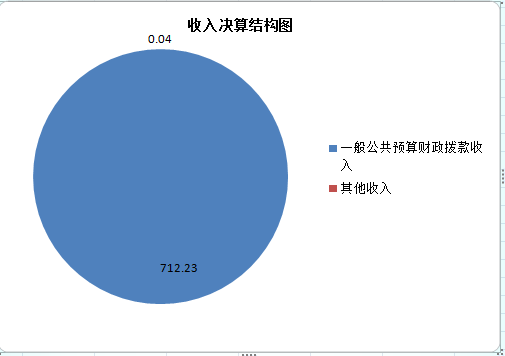 收入决算结构图
0.04
712.23
一般公共预算财政拨款收
入
其他收入